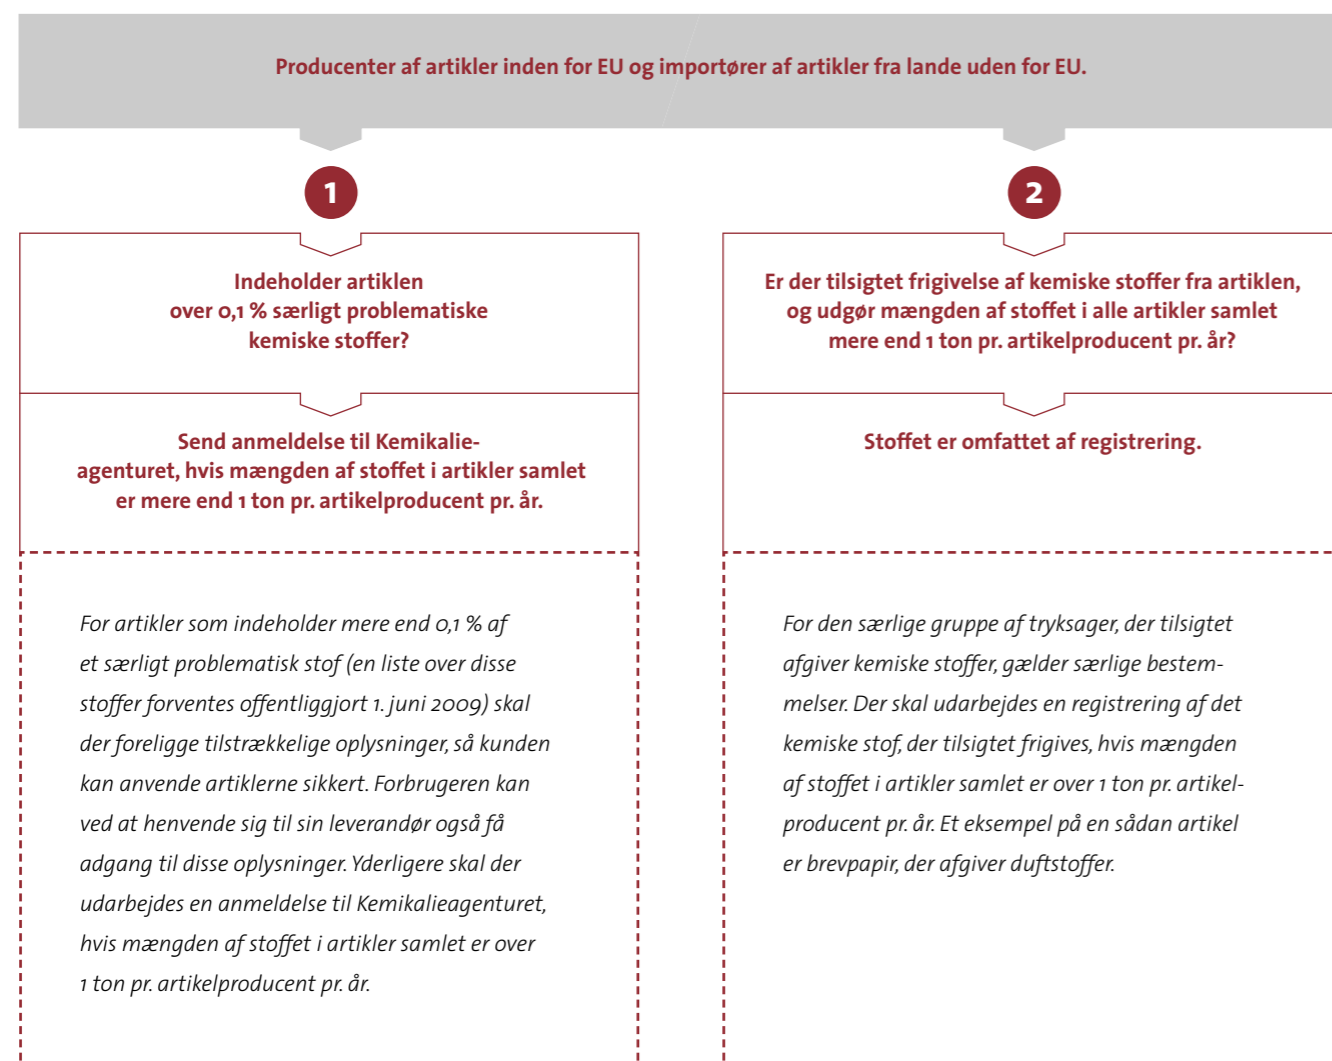 Producenter af artikler inden for EU og importører af artikler fra lande uden for EU.
1
Indeholder artiklen
over 0,1 % særligt problematiske
kemiske stoffer?
Send anmeldelse til Kemikalie-
agenturet, hvis mængden af stoffet i artikler samlet
er mere end 1 ton pr. artikelproducent pr. år.
For artikler som indeholder mere end 0,1 % af
et særligt problematisk stof (en liste over disse
stoffer forventes offentliggjort 1. juni 2009) skal
der foreligge tilstrækkelige oplysninger, så kunden
kan anvende artiklerne sikkert. Forbrugeren kan
ved at henvende sig til sin leverandør også få
adgang til disse oplysninger. Yderligere skal der
udarbejdes en anmeldelse til Kemikalieagenturet,
hvis mængden af stoffet i artikler samlet er over
1 ton pr. artikelproducent pr. år.
2
Er der tilsigtet frigivelse af kemiske stoffer fra artiklen,
og udgør mængden af stoffet i alle artikler samlet
mere end 1 ton pr. artikelproducent pr. år?
Stoffet er omfattet af registrering.
For den særlige gruppe af tryksager, der tilsigtet
afgiver kemiske stoffer, gælder særlige bestem-
melser. Der skal udarbejdes en registrering af det
kemiske stof, der tilsigtet frigives, hvis mængden
af stoffet i artikler samlet er over 1 ton pr. artikel-
producent pr. år. Et eksempel på en sådan artikel
er brevpapir, der afgiver duftstoffer.